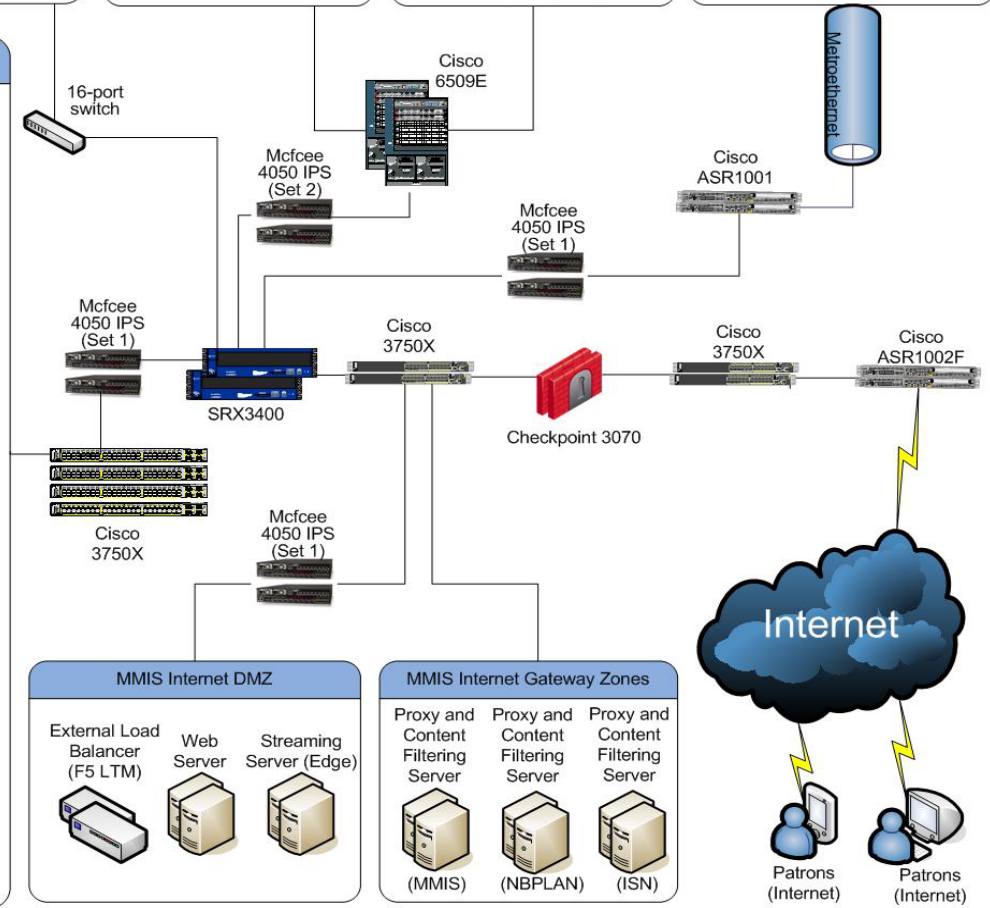 Cisco
6509E
Metroethernet
16-port
switch
Mcfcee
4050 IPS
(Set 2)
Cisco
ASR1001
Mcfcee
4050 IPS
(Set 1)
Mcfcee
4050 IPS
(Set 1)
Cisco
3750X
Cisco
3750X
Cisco
ASR1002F
SRX3400
Checkpoint 3070
Cisco
3750X
Mcfcee
4050 IPS
(Set 1)
Internet
MMIS Internet DMZ
External Load
Balancer
(F5 LTM)
Web
Server
Streaming
Server (Edge)
MMIS Internet Gateway Zones
Proxy and
Content
Filtering
Server
(MMIS)
Proxy and
Content
Filtering
Server
(NBPLAN)
Proxy and
Content
Filtering
Server
(ISN)
Patrons
(Internet)
Patrons
(Internet)